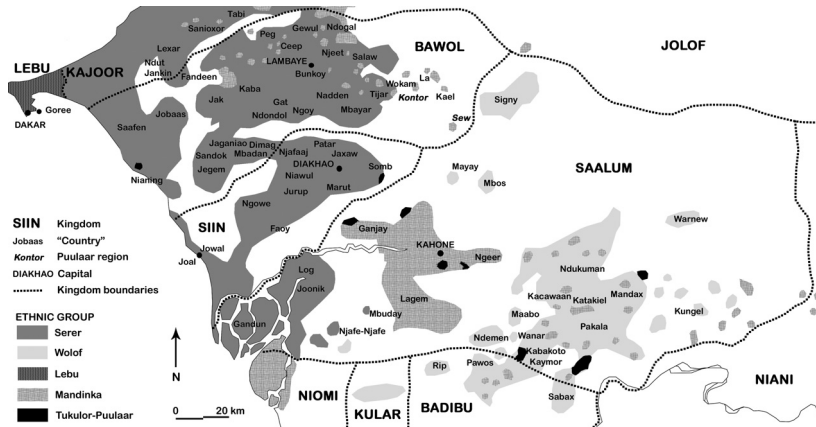 Tabi
Sanioxor
Gewul
Ndogal
Peg
Lexar
Ceep
Njeet
Salaw
BAWOL
JOLOF
LEBU
KAJOOR
Ndut
Jankin
Fandeen
LAMBAYE
Bunkoy
Wokam
La
Goree
DAKAR
Kaba
Nadden
Tijar
Kontor
Kael
Jak
Gat
Signy
Jobaas
Ndondol
Ngoy
Mbayar
Saafen
Sew
Jaganiao
Dimag
Patar
Sandok
Mbadan
Njafaaj
Jaxaw
Jegem
DIAKHAO
Somb
Mayay
SAALUM
Nianing
Niawul
Marut
Mbos
Jurup
Ngowe
SIIN
Faoy
Ganjay
Warnew
Jowal
Joal
KAHONE
Ngeer
Log
Joonik
Ndukuman
Lagem
Kacawaan
Mandax
Katakiel
Mbuday
Maabo
Kungel
Gandun
Pakala
Njafe-Njafe
Ndemen
Wanar
Kabakoto
Kaymor
Rip
Pawos
NIOMI
KULAR
BADIBU
Sabax
NIANI
SIIN Kingdom
Jobaas "Country"
Kontor Puulaar region
DIAKHAO Capital
Kingdom boundaries
ETHNIC GROUP
Serer
Wolof
Lebu
Mandinka
Tukulor-Puulaar
N
0 20 km